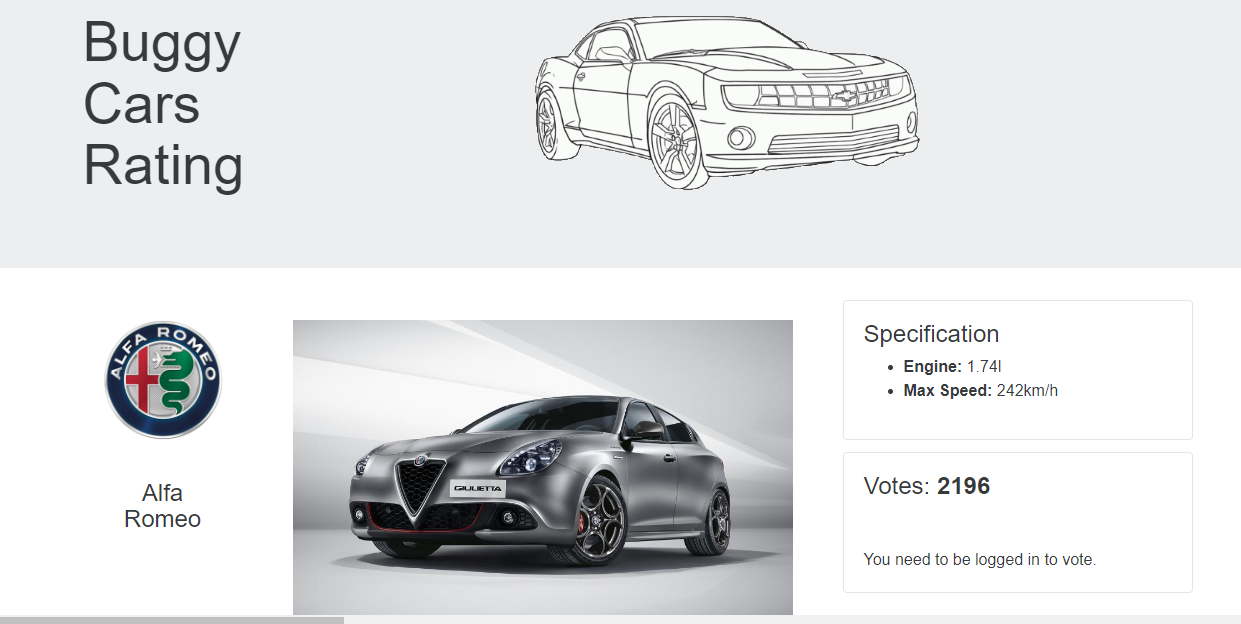 Buggy
Cars
Rating
ALFA ROMEO
Alfa
Romeo
GIULIETTA
Specification
Engine: 1.74l
Max Speed: 242km/h
Votes: 2196
You need to be logged in to vote.